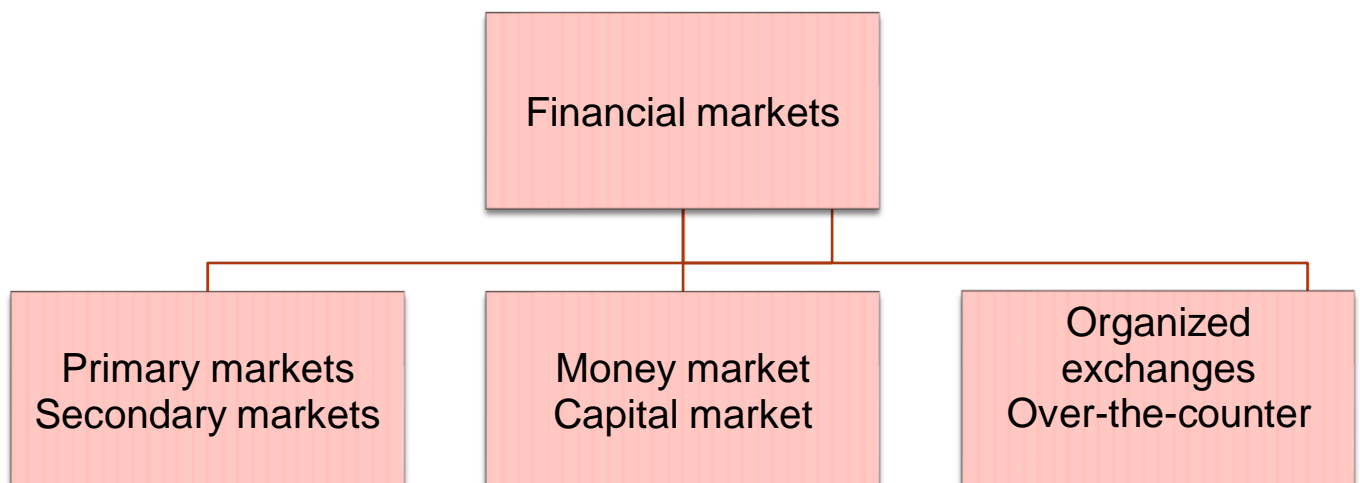 Financial markets
Primary markets
Secondary markets
Money market
Capital market
Organized
exchanges
Over-the-counter